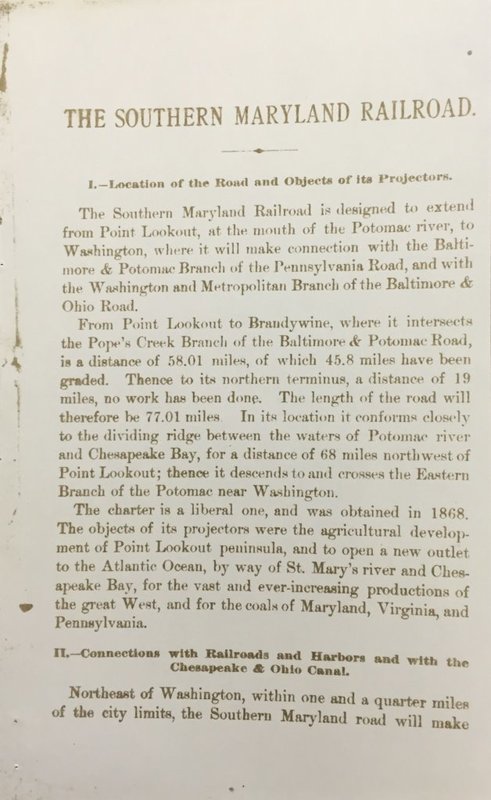 THE SOUTHERN MARYLAND RAILROAD.
I.—Location of the Road and Objects of its Projectors.
The Southern Maryland Railroad is designed to extend
from Point Lookout, at the mouth of the Potomac river, to
Washington, where it will make connection with the Balti-
more & Potomac Branch of the Pennsylvania Road, and with
the Washington and Metropolitan Branch of the Baltimore &
Ohio Road.
From Point Lookout to Brandywine, where it intersects
the Pope's Creek Branch of the Baltimore & Potomac Road,
is a distance of 58.01 miles, of which 45.8 miles have been
graded. Thence to its northern terminus, a distance of 19
miles, no work has been done. The length of the road will
therefore be 77.01 miles. In its location it conforms closely
to the dividing ridge between the waters of Potomac river
and Chesapeake Bay, for a distance of 68 miles northwest of
Point Lookout; thence it descends to and crosses the Eastern
Branch of the Potomac near Washington.
The charter is a liberal one, and was obtained in 1868.
The objects of its projectors were the agricultural develop-
ment of Point Lookout peninsula, and to open a new outlet
to the Atlantic Ocean, by way of St. Mary's river and Ches-
apeake Bay, for the vast and ever-increasing productions of
the great West, and for the coals of Maryland, Virginia, and
Pennsylvania.
II.—Connections with Railroads and Harbors and with the
Chesapeake & Ohio Canal.
Northeast of Washington, within one and a quarter miles
of the city limits, the Southern Maryland road will make